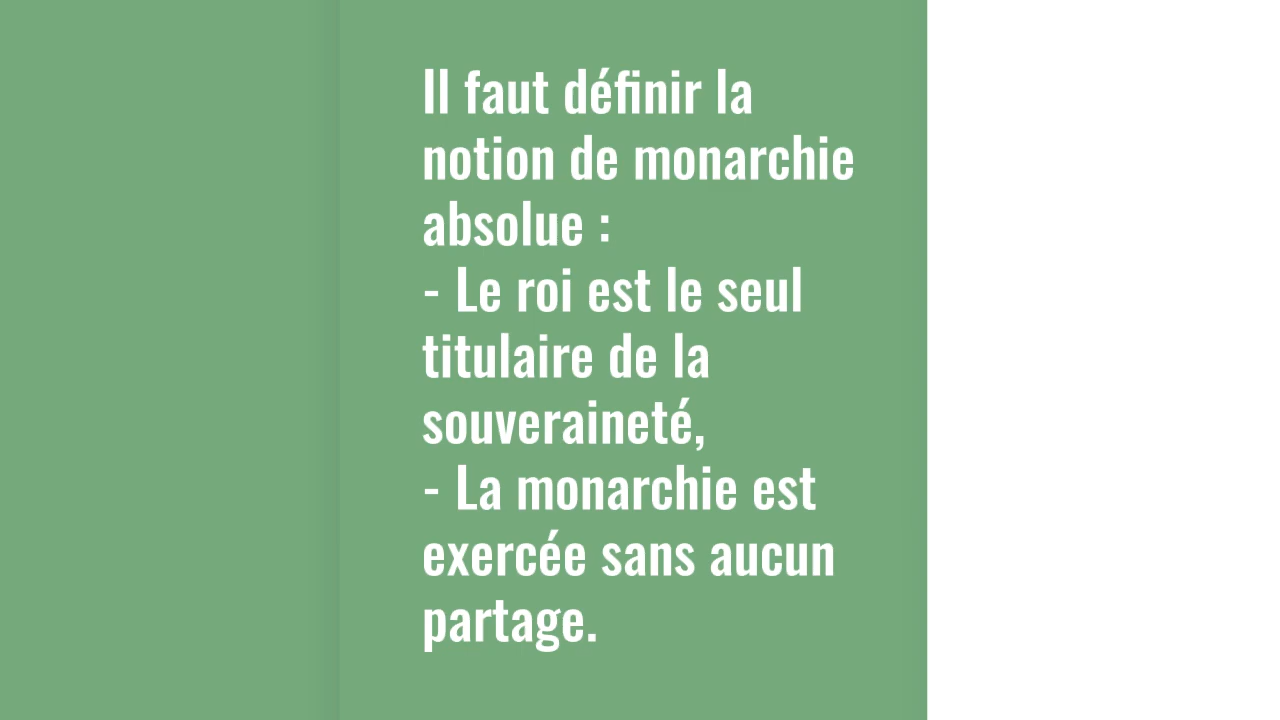 Il faut définir la
notion de monarchie
absolue :
- Le roi est le seul
titulaire de la
souveraineté,
- La monarchie est
exercée sans aucun
partage.